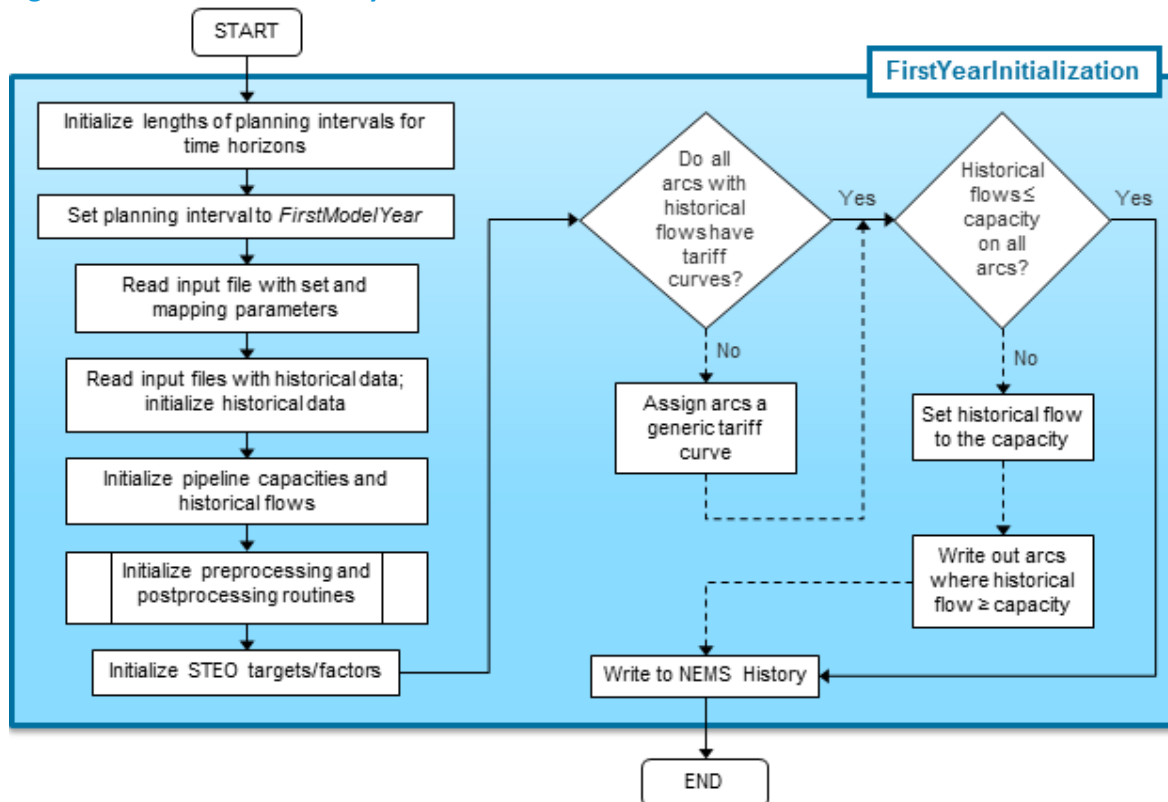 START
FirstYearInitialization
Initialize lengths of planning intervals for
time horizons
Set planning interval to FirstModelYear
Read input file with set and
mapping parameters
Read input files with historical data;
initialize historical data
Initialize pipeline capacities and
historical flows
Initialize preprocessing and
postprocessing routines
Initialize STEO targets/factors
Do all
arcs with
historical
flows have
tariff
curves?
Yes
No
Assign arcs a
generic tariff
curve
Historical
flows ≤
capacity
on all
arcs?
Yes
No
Set historical flow
to the capacity
Write out arcs
where historical
flow ≥ capacity
Write to NEMS History
END